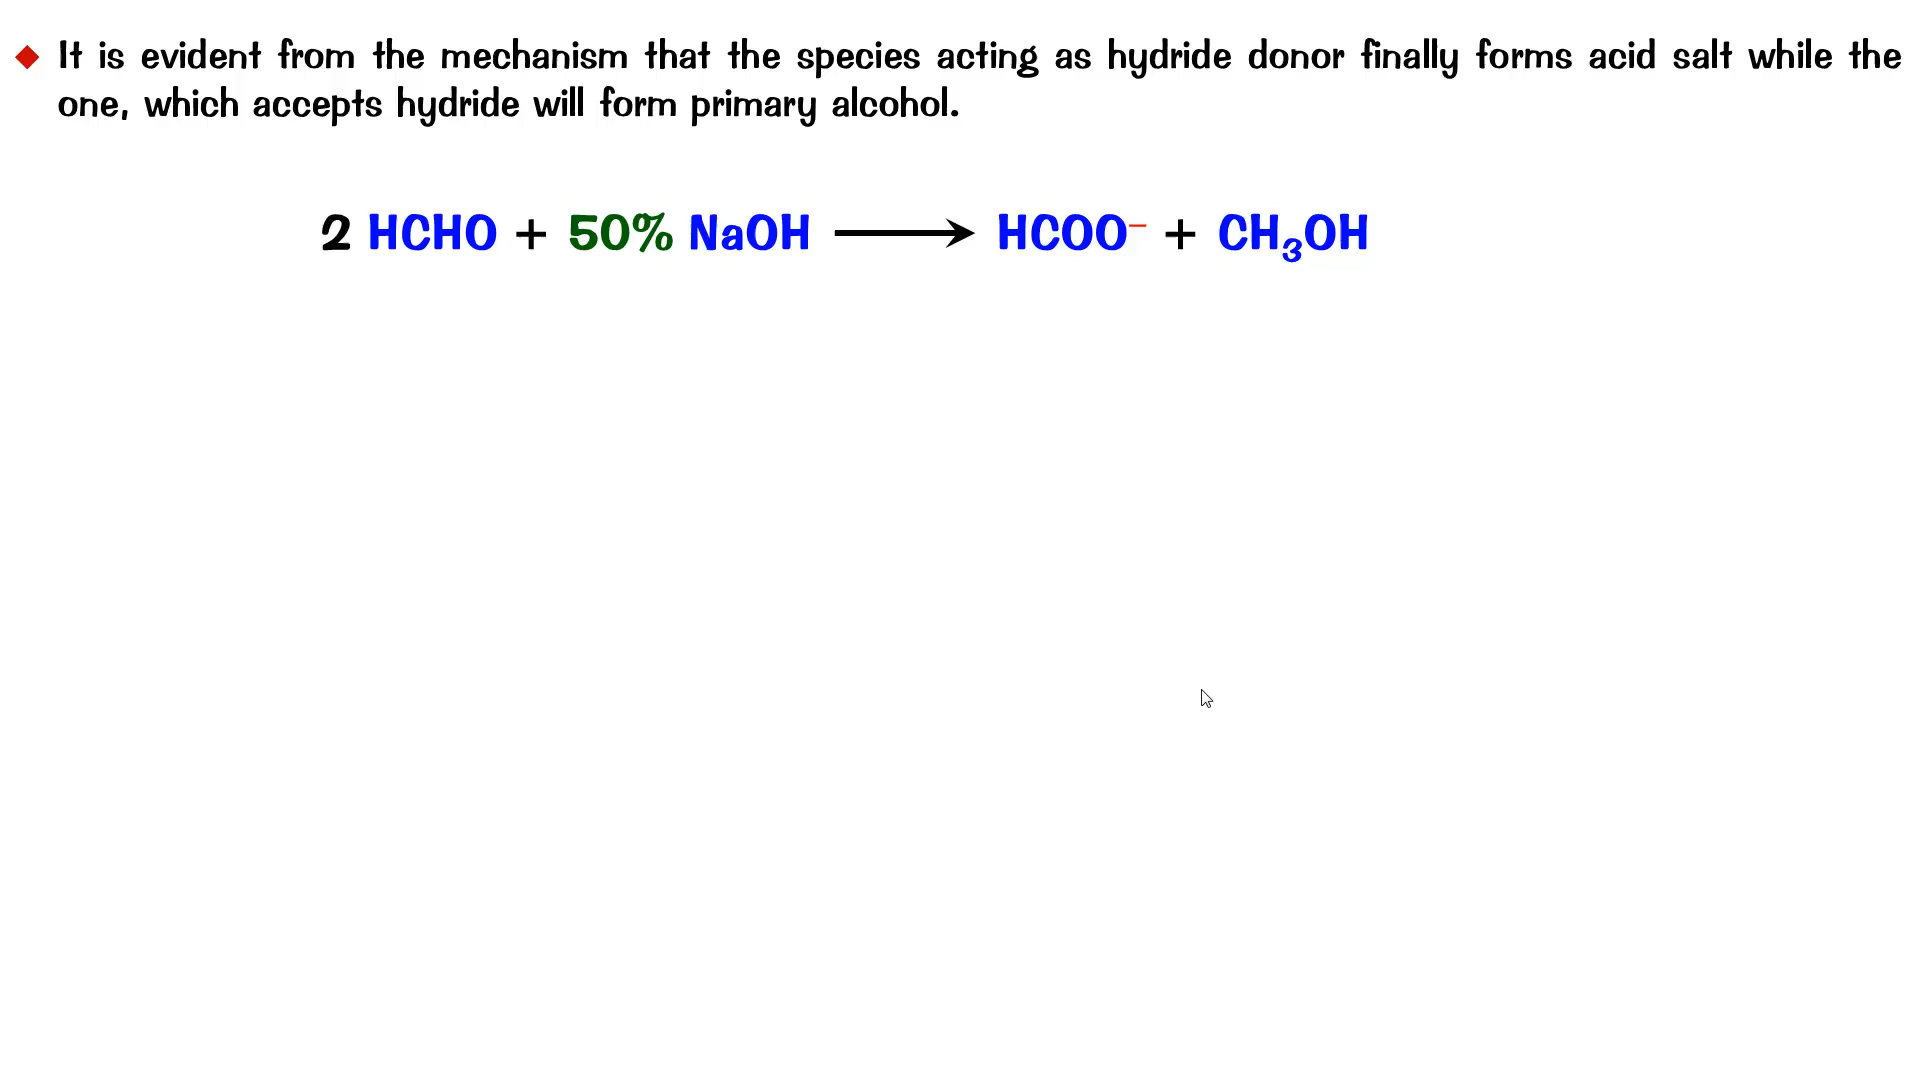 ◆ It is evident from the mechanism that the species acting as hydride donor finally forms acid salt while the
one, which accepts hydride will form primary alcohol.
2 HCHO + 50% NaOH ⟶ HCOO⁻ + CH₃OH